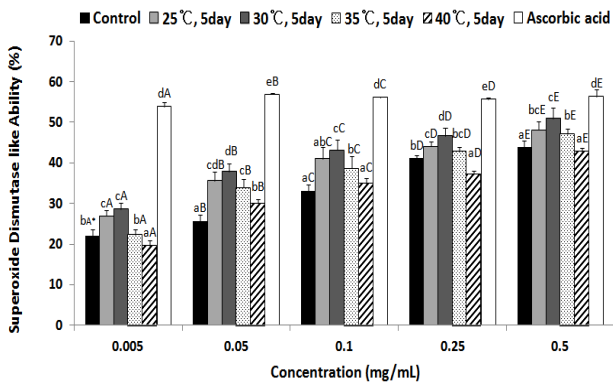 Control 25℃, 5day 30℃, 5day 35℃, 5day 40℃, 5day Ascorbic acid
Superoxide Dismutase like Ability (%)
70
60
50
40
30
20
10
0
bA* cA cA bA aA dA
aB cdB dB cB bB eB
aC abC cC bC aC dC
bD cD dD bcD aD eD
aE bcE cE bE aE dE
0.005 0.05 0.1 0.25 0.5
Concentration (mg/mL)